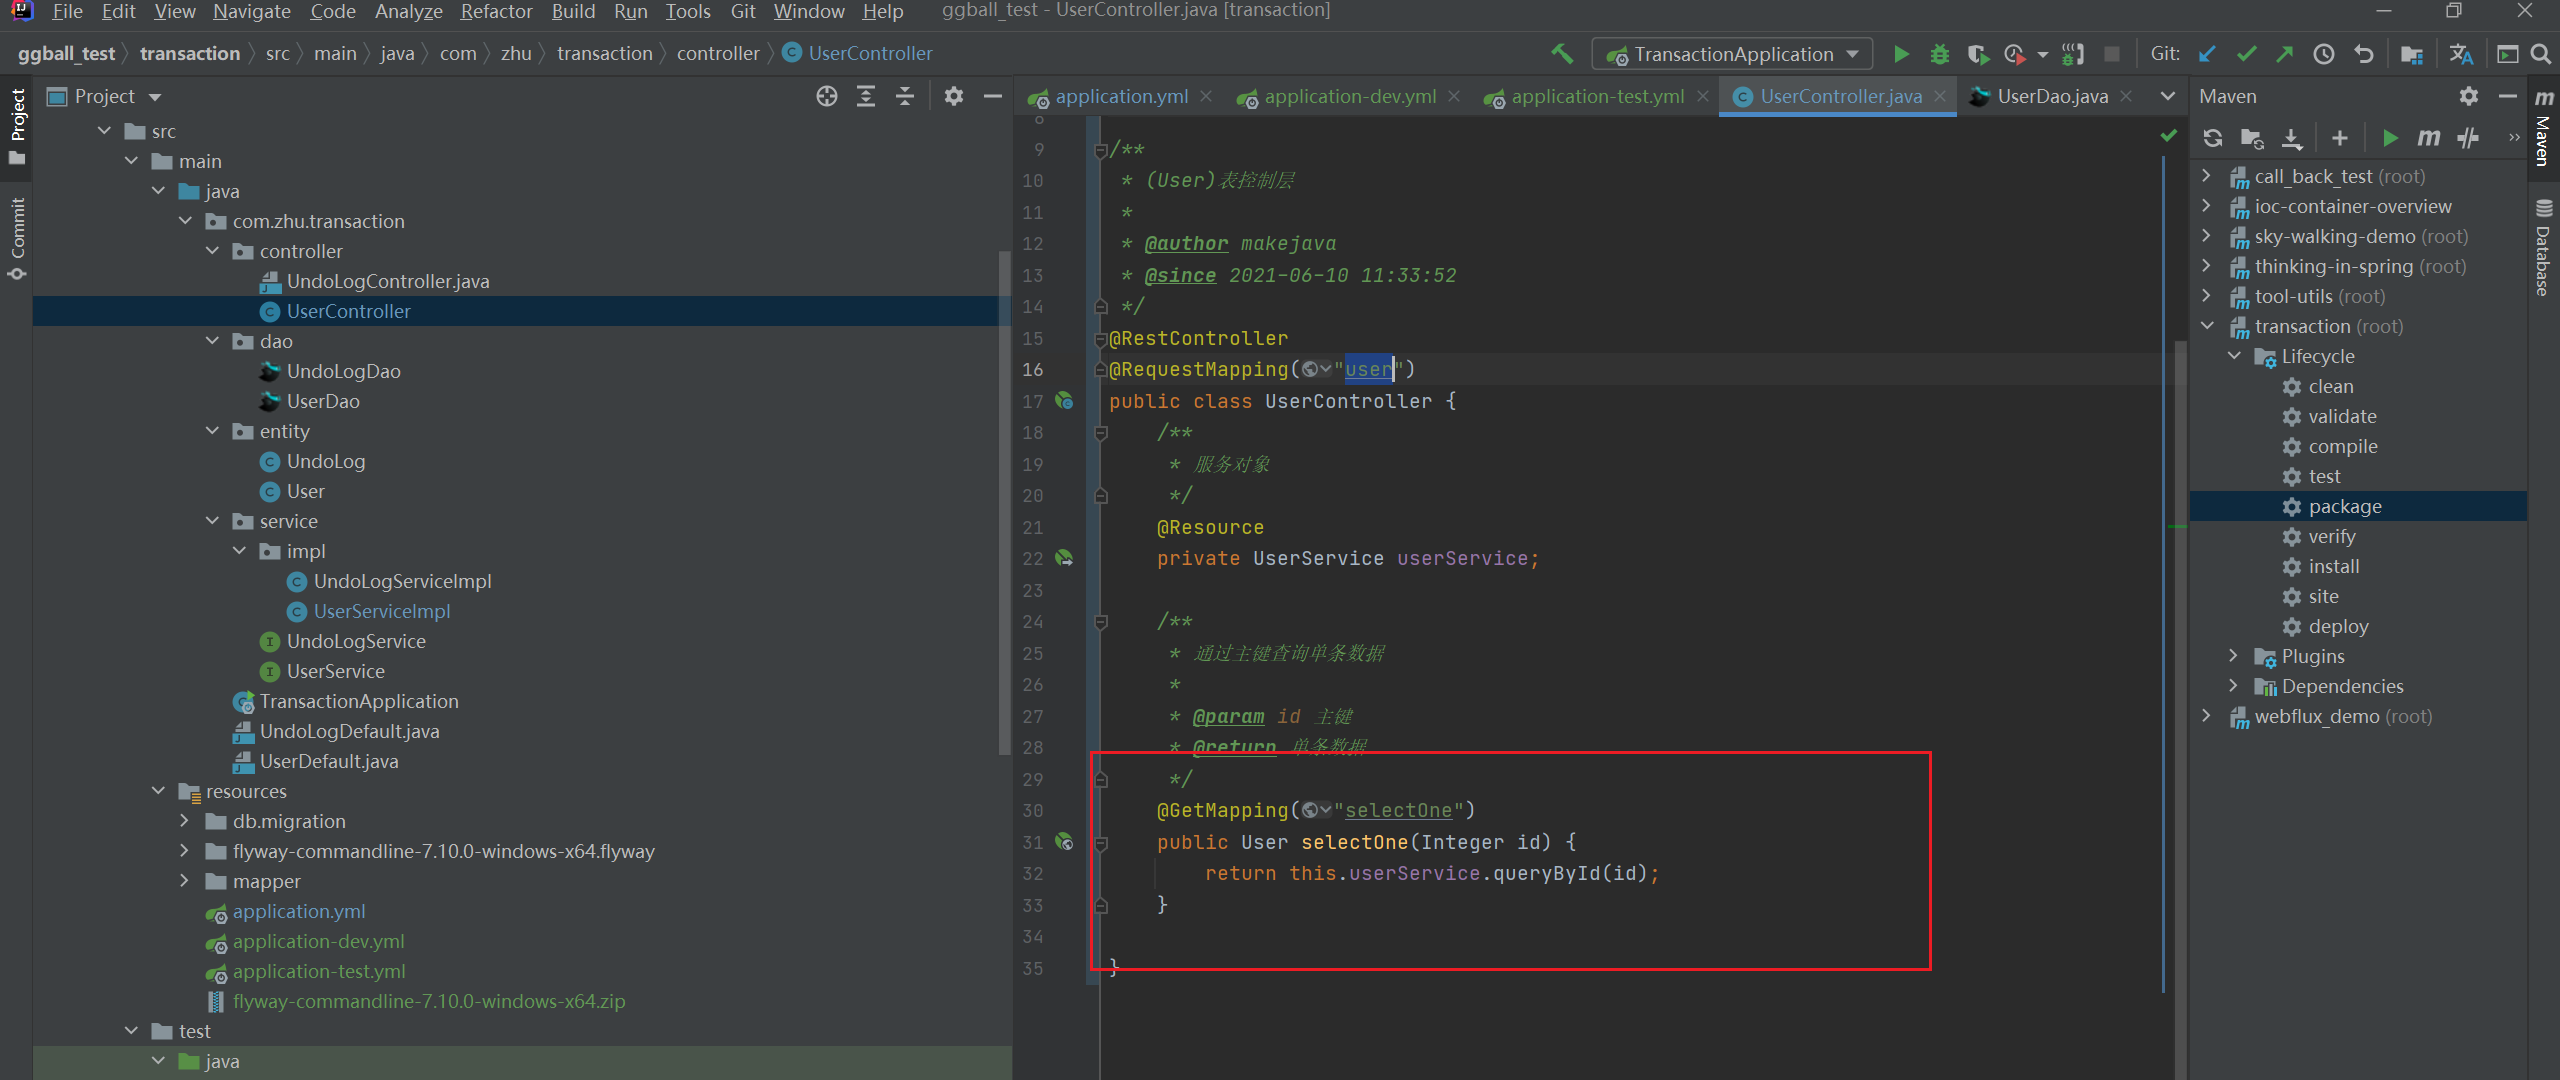 File Edit View Navigate Code Analyze Refactor Build Run Tools Git Window Help ggball_test - UserController.java [transaction]
ggball_test transaction src main java com zhu transaction controller UserController
TransactionApplication
Git:
Project
Commit
Project
src
main
java
com.zhu.transaction
controller
UndoLogController.java
UserController
dao
UndoLogDao
UserDao
entity
UndoLog
User
service
impl
UndoLogServiceImpl
UserServiceImpl
UndoLogService
UserService
TransactionApplication
UndoLogDefault.java
UserDefault.java
resources
db.migration
flyway-commandline-7.10.0-windows-x64.flyway
mapper
application.yml
application-dev.yml
application-test.yml
flyway-commandline-7.10.0-windows-x64.zip
test
java
application.yml application-dev.yml application-test.yml UserController.java UserDao.java
8
9 /**
10 * (User)表控制层
11 *
12 * @author makejava
13 * @since 2021-06-10 11:33:52
14 */
15 @RestController
16 @RequestMapping("user")
17 public class UserController {
18 /**
19 * 服务对象
20 */
21 @Resource
22 private UserService userService;
23
24 /**
25 * 通过主键查询单条数据
26 *
27 * @param id 主键
28 * @return 单条数据
29 */
30 @GetMapping("selectOne")
31 public User selectOne(Integer id) {
32 return this.userService.queryById(id);
33 }
34
35 }
Maven
call_back_test (root)
ioc-container-overview
sky-walking-demo (root)
thinking-in-spring (root)
tool-utils (root)
transaction (root)
Lifecycle
clean
validate
compile
test
package
verify
install
site
deploy
Plugins
Dependencies
webflux_demo (root)
Maven
Database